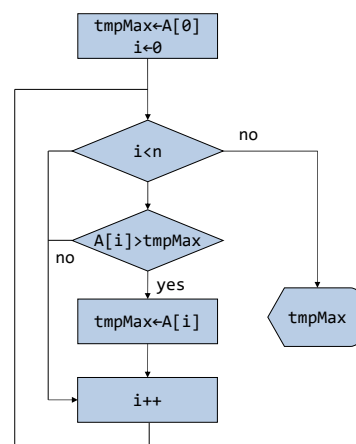 tmpMax←A[0]
i←0
no
i<n
A[i]>tmpMax
no
yes
tmpMax←A[i]
tmpMax
i++